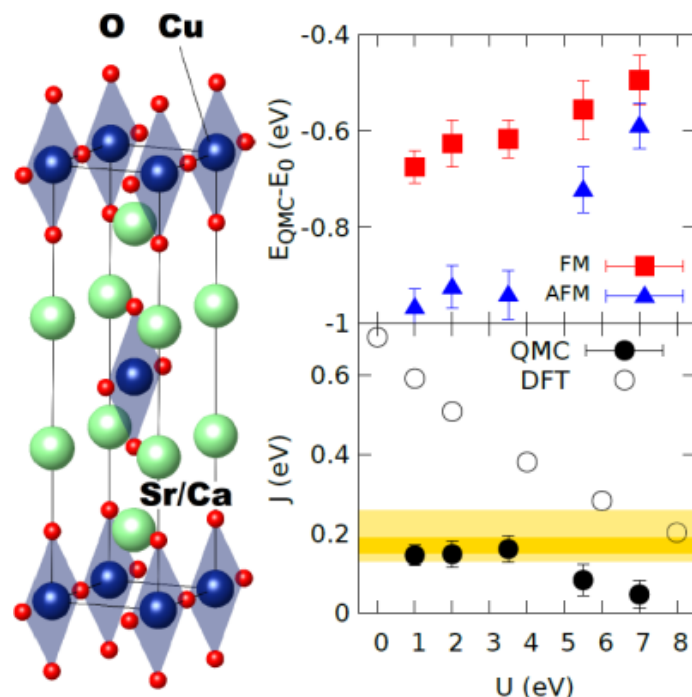 O Cu
Sr/Ca
-0.4
-0.6
-0.8
-1
E_QMC-E_0 (eV)
FM
AFM
QMC
DFT
0.6
0.4
0.2
0
J (eV)
0 1 2 3 4 5 6 7 8
U (eV)